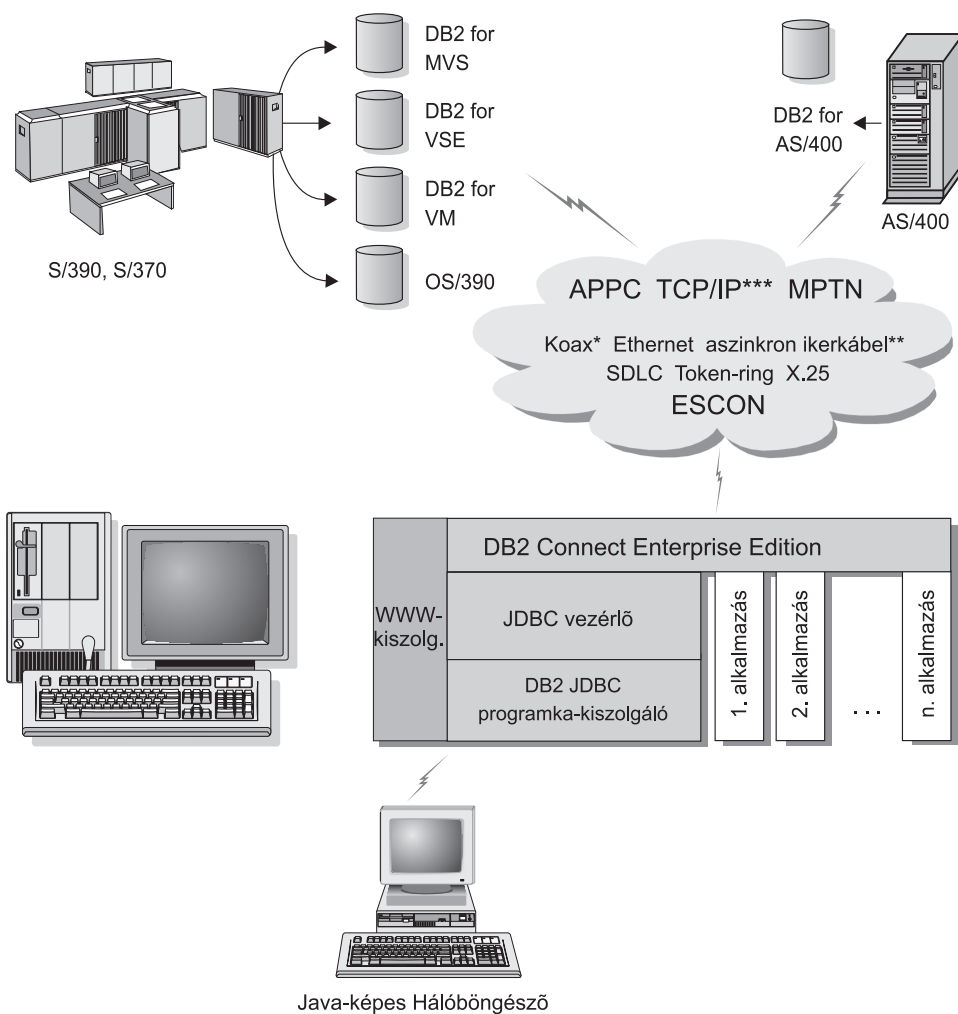 DB2 for
MVS
DB2 for
VSE
DB2 for
VM
OS/390
S/390, S/370
DB2 for
AS/400
AS/400
APPC TCP/IP*** MPTN
Koax* Ethernet aszinkron ikerkábel**
SDLC Token-ring X.25
ESCON
DB2 Connect Enterprise Edition
WWW-
kiszolg.
JDBC vezérlõ
DB2 JDBC
programka-kiszolgáló
1. alkalmazás
2. alkalmazás
. . .
n. alkalmazás
Java-képes Hálóböngészõ